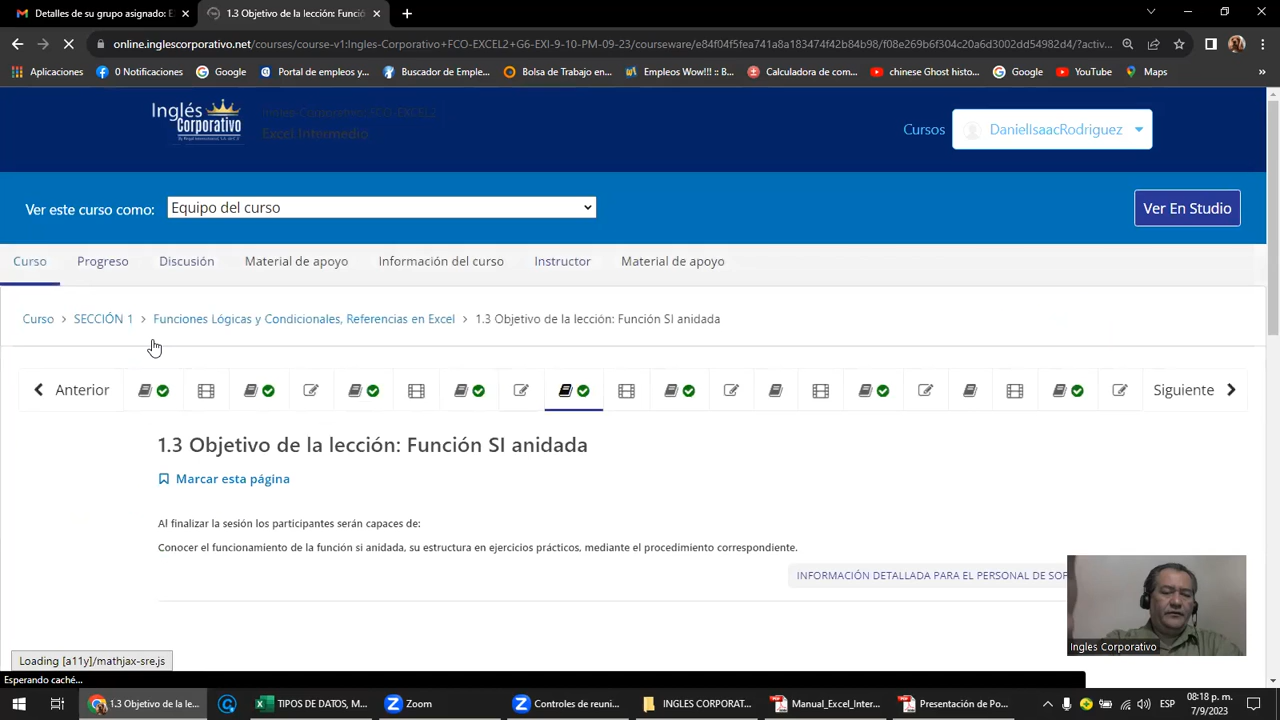 Detalles de su grupo asignado: E
1.3 Objetivo de la lección: Funció
online.inglescorporativo.net/courses/course-v1:Ingles-Corporativo+FCO-EXCEL2+G6-EXI-9-10-PM-09-23/courseware/e84f04f5fea741a8a183474f42b84b98/f08e269b6f304c20a6d3002dd54982d4/?activ...
Aplicaciones
0 Notificaciones
Google
Portal de empleos y...
Buscador de Emple...
Bolsa de Trabajo en...
Empleos Wow!!! :: B...
Calculadora de com...
chinese Ghost histo...
Google
YouTube
Maps
Inglés Corporativo
Ingles-Corporativo: FCO-EXCEL2
Excel Intermedio
Cursos
DanielIsaacRodriguez
Ver este curso como:
Equipo del curso
Ver En Studio
Curso
Progreso
Discusión
Material de apoyo
Información del curso
Instructor
Material de apoyo
Curso > SECCIÓN 1 > Funciones Lógicas y Condicionales, Referencias en Excel > 1.3 Objetivo de la lección: Función SI anidada
Anterior
Siguiente
1.3 Objetivo de la lección: Función SI anidada
Marcar esta página
Al finalizar la sesión los participantes serán capaces de:
Conocer el funcionamiento de la función si anidada, su estructura en ejercicios prácticos, mediante el procedimiento correspondiente.
INFORMACIÓN DETALLADA PARA EL PERSONAL DE SOP
Ingles Corporativo
Loading [a11y]/mathjax-sre.js
Esperando caché...
1.3 Objetivo de la le...
TIPOS DE DATOS, M...
Zoom
Controles de reuni...
INGLES CORPORAT...
Manual_Excel_Inter...
Presentación de Po...
ESP
08:18 p. m.
7/9/2023